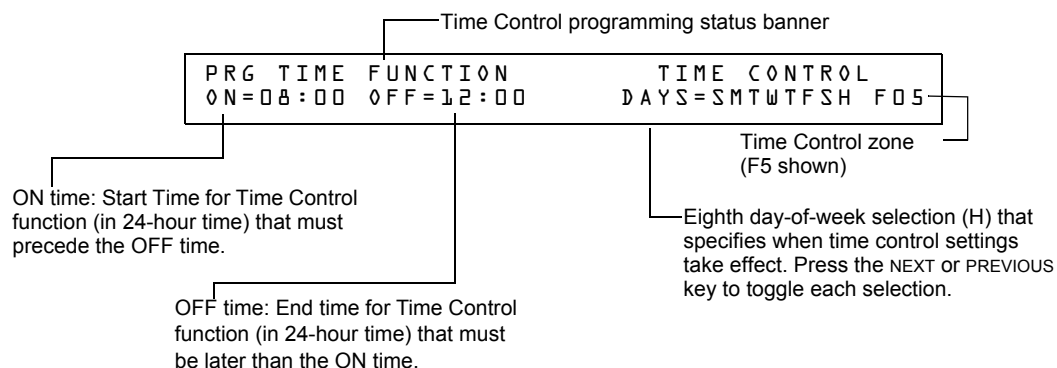 Time Control programming status banner
PRG TIME FUNCTION TIME CONTROL
ON=08:00 OFF=12:00 DAYS=SMTWTFSH F05
Time Control zone
(F5 shown)
ON time: Start Time for Time Control
function (in 24-hour time) that must
precede the OFF time.
Eighth day-of-week selection (H) that
specifies when time control settings
take effect. Press the NEXT or PREVIOUS
key to toggle each selection.
OFF time: End time for Time Control
function (in 24-hour time) that must
be later than the ON time.